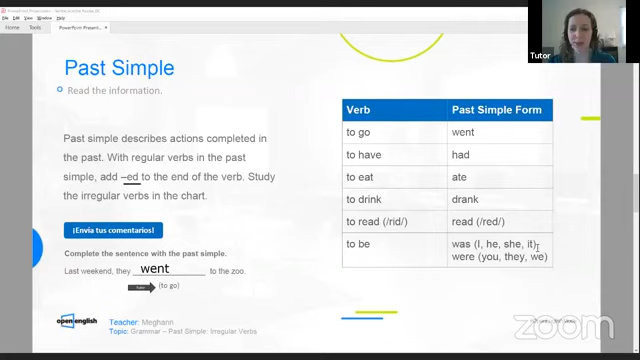 Home
Tools
PowerPoint Present...
Tutor
Past Simple
Read the information.
Past simple describes actions completed in
the past. With regular verbs in the past
simple, add –ed to the end of the verb. Study
the irregular verbs in the chart.
¡Envía tus comentarios!
Complete the sentence with the past simple.
Last weekend, they went to the zoo.
(to go)
Verb Past Simple Form
to go went
to have had
to eat ate
to drink drank
to read (/rid/) read (/red/)
to be was (I, he, she, it)
were (you, they, we)
openenglish
Teacher: Meghann
Topic: Grammar – Past Simple: Irregular Verbs
zoom